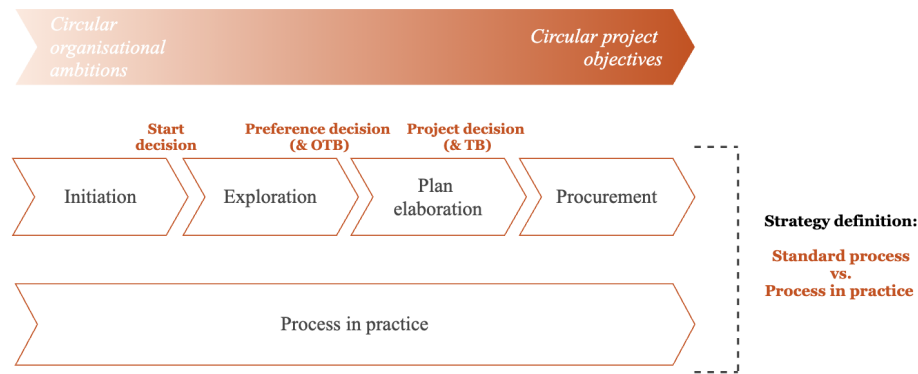 Circular
organisational
ambitions
Circular project
objectives
Start
decision
Preference decision
(& OTB)
Project decision
(& TB)
Initiation
Exploration
Plan
elaboration
Procurement
Strategy definition:
Standard process
vs.
Process in practice
Process in practice